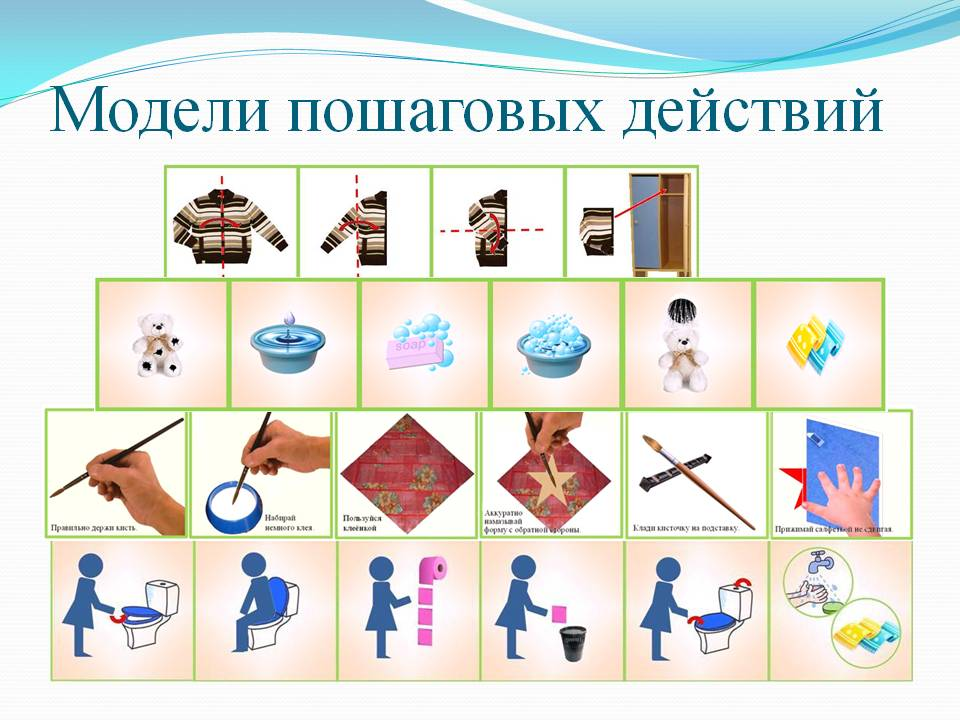 Модели пошаговых действий
soap
Правильно держи кисть.
Набирай
немного клея.
Пользуйся
клеёнкой
Аккуратно
намазывай
форму с обратной стороны.
Клади кисточку на подставку.
Прижимай салфеткой не сдвигая.